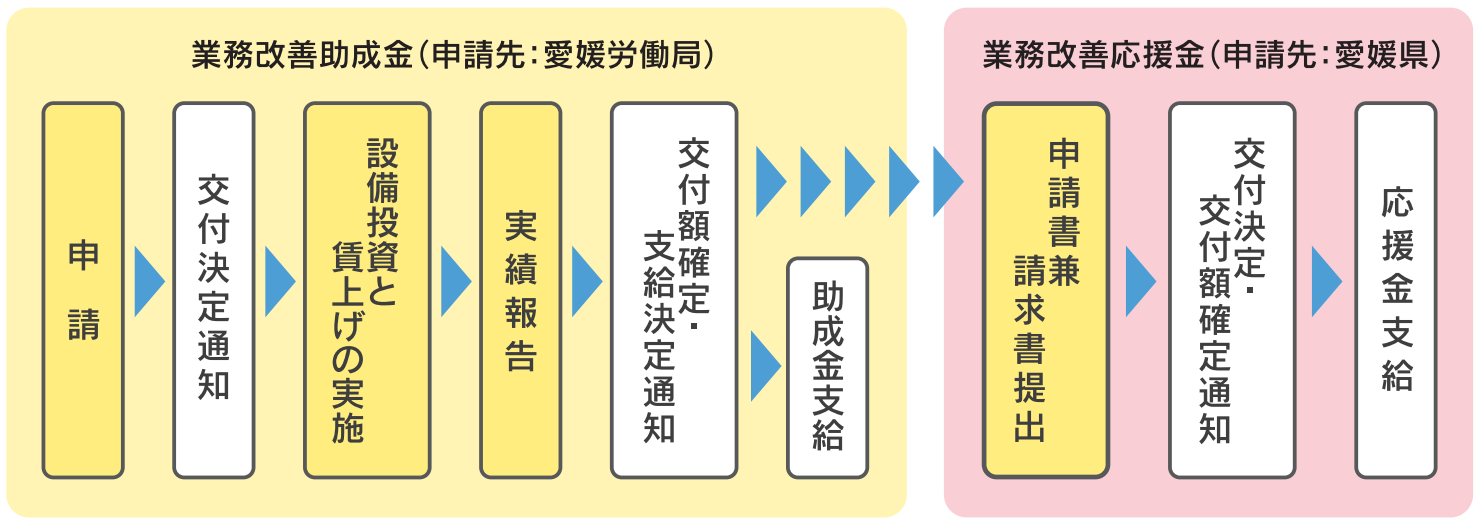 業務改善助成金（申請先：愛媛労働局）
申請
交付決定通知
設備投資と
賃上げの実施
実績報告
交付額確定・
支給決定通知
助成金支給
業務改善応援金（申請先：愛媛県）
申請書兼
請求書提出
交付決定・
交付額確定通知
応援金支給